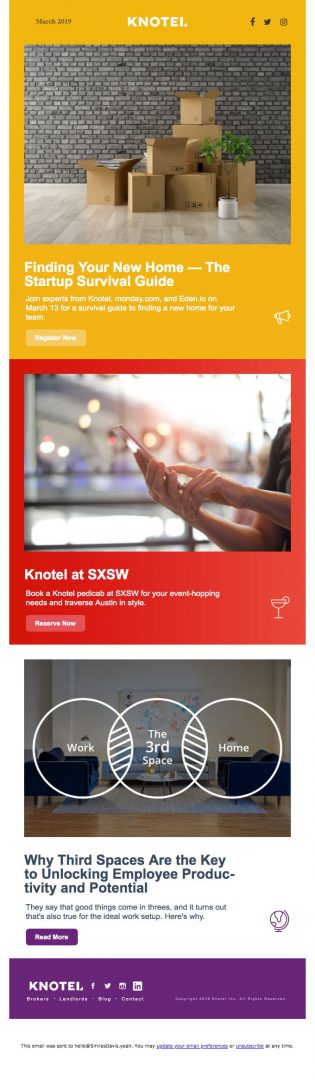 March 2019
KNOTEL
Finding Your New Home — The
Startup Survival Guide
Join experts from Knotel, monday.com, and Eden.io on
March 13 for a survival guide to finding a new home for your
team.
Register Now
Knotel at SXSW
Book a Knotel pedicab at SXSW for your event-hopping
needs and traverse Austin in style.
Reserve Now
Work
The
3rd
Space
Home
Why Third Spaces Are the Key
to Unlocking Employee Produc-
tivity and Potential
They say that good things come in threes, and it turns out
that's also true for the ideal work setup. Here's why.
Read More
KNOTEL
Brokers • Landlords • Blog • Contact
Copyright 2018 Knotel Inc. All Rights Reserved.
This email was sent to hello@SmilesDavis.yeah. You may update your email preferences or unsubscribe at any time.